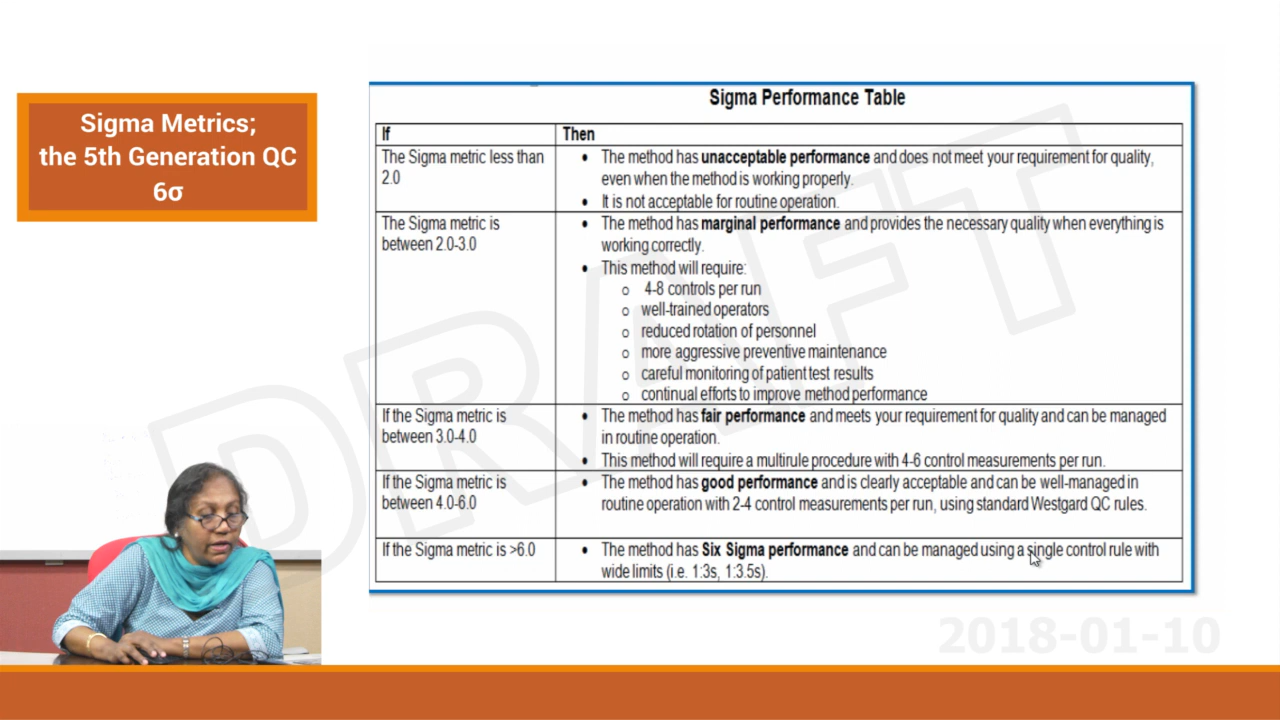 Sigma Metrics;
the 5th Generation QC
6σ
Sigma Performance Table
If
Then
The Sigma metric less than
2.0
• The method has unacceptable performance and does not meet your requirement for quality,
even when the method is working properly.
• It is not acceptable for routine operation.
The Sigma metric is
between 2.0-3.0
• The method has marginal performance and provides the necessary quality when everything is
working correctly.
• This method will require:
o 4-8 controls per run
o well-trained operators
o reduced rotation of personnel
o more aggressive preventive maintenance
o careful monitoring of patient test results
o continual efforts to improve method performance
If the Sigma metric is
between 3.0-4.0
• The method has fair performance and meets your requirement for quality and can be managed
in routine operation.
• This method will require a multirule procedure with 4-6 control measurements per run.
If the Sigma metric is
between 4.0-6.0
• The method has good performance and is clearly acceptable and can be well-managed in
routine operation with 2-4 control measurements per run, using standard Westgard QC rules.
If the Sigma metric is >6.0
• The method has Six Sigma performance and can be managed using a single control rule with
wide limits (i.e. 1:3s, 1:3.5s).
DRAFT
2018-01-10